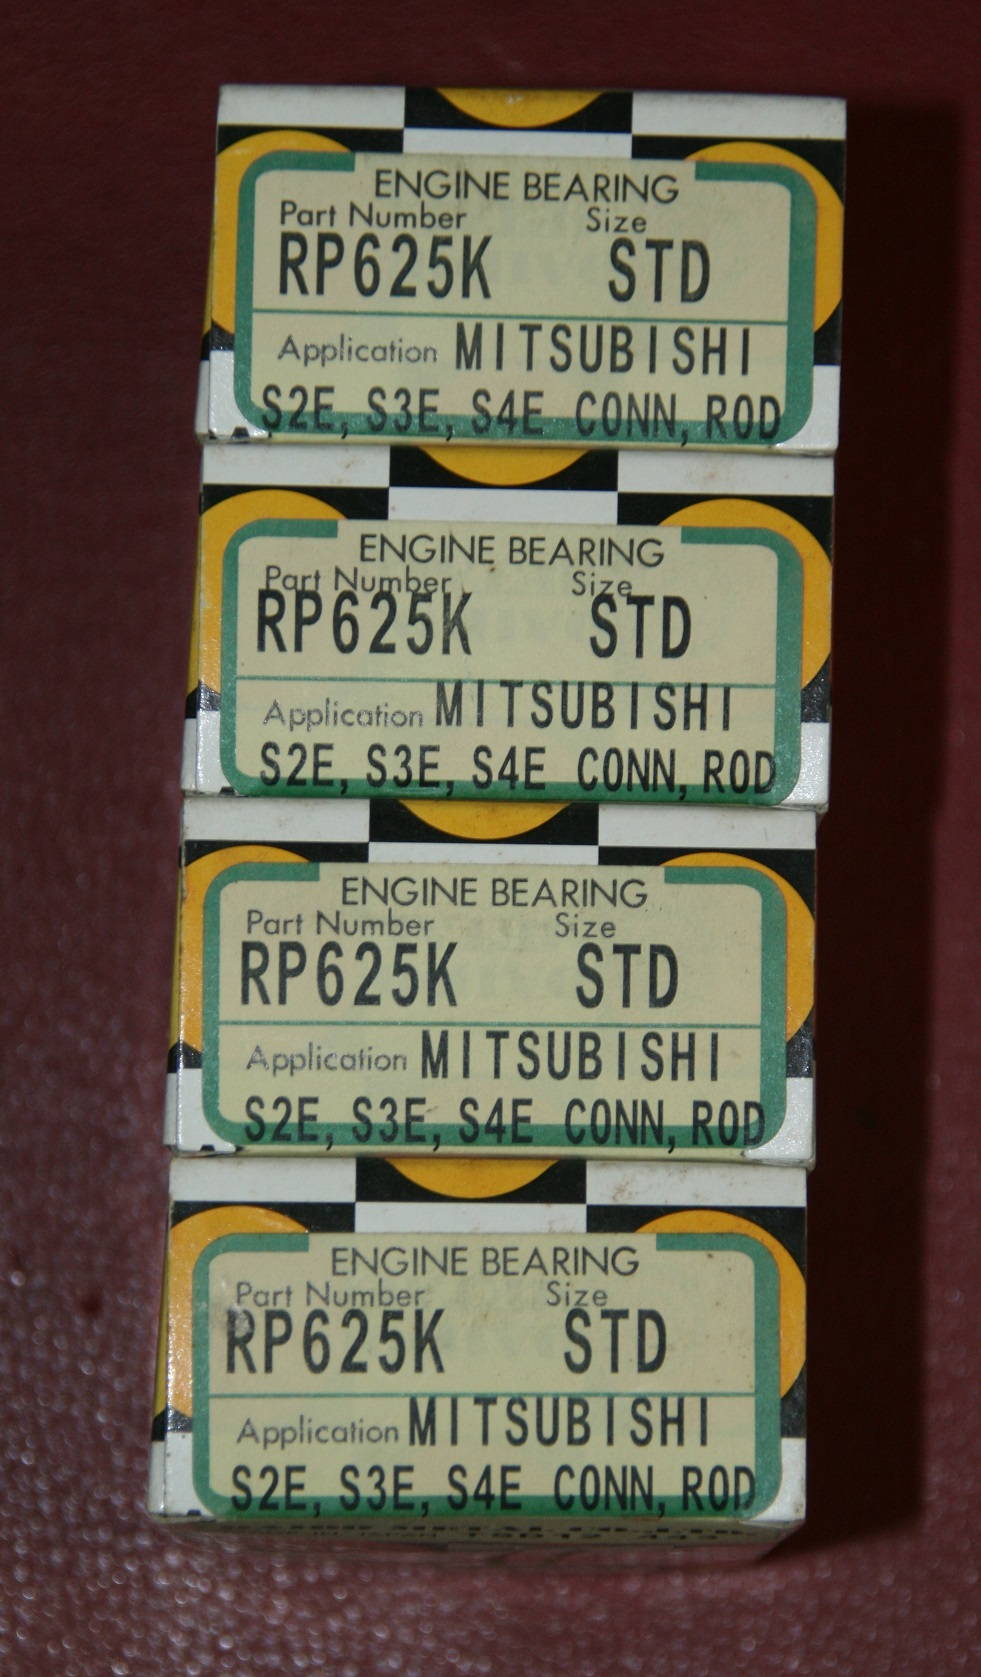 ENGINE BEARING
Part Number Size
RP625K STD
Application MITSUBISHI
S2E, S3E, S4E CONN, ROD
ENGINE BEARING
Part Number Size
RP625K STD
Application MITSUBISHI
S2E, S3E, S4E CONN, ROD
ENGINE BEARING
Part Number Size
RP625K STD
Application MITSUBISHI
S2E, S3E, S4E CONN, ROD
ENGINE BEARING
Part Number Size
RP625K STD
Application MITSUBISHI
S2E, S3E, S4E CONN, ROD